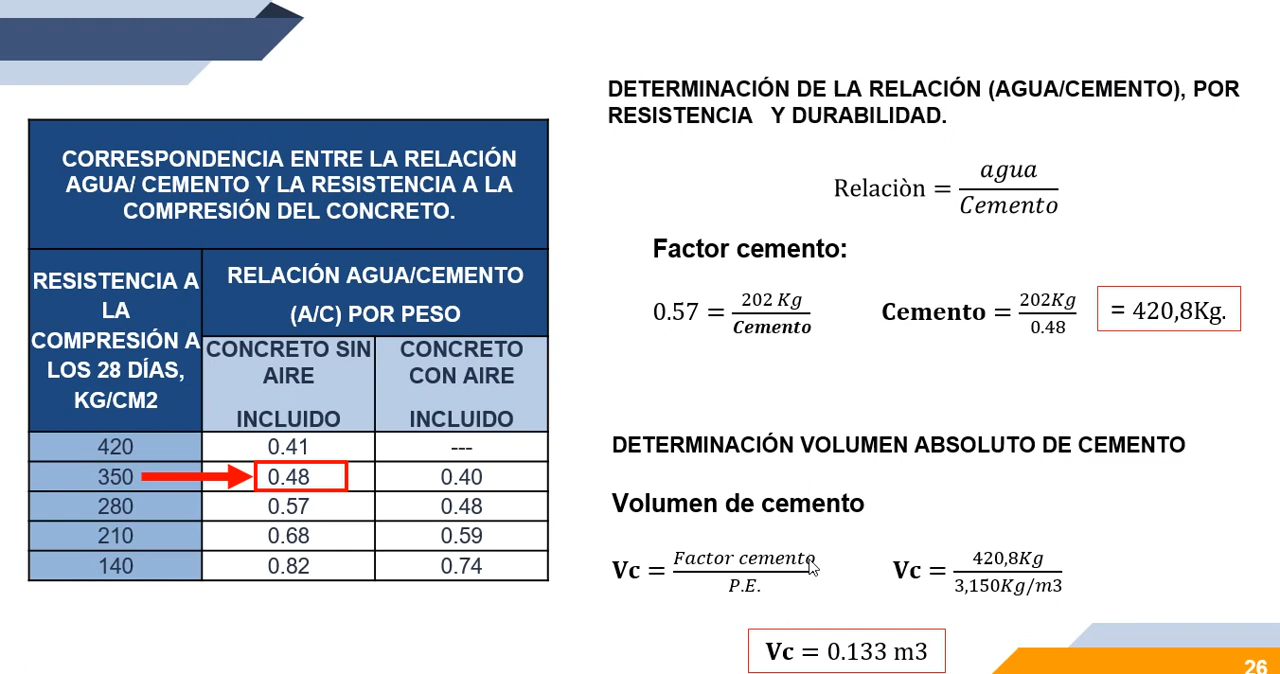 CORRESPONDENCIA ENTRE LA RELACIÓN
AGUA/ CEMENTO Y LA RESISTENCIA A LA
COMPRESIÓN DEL CONCRETO.
RESISTENCIA A
LA
COMPRESIÓN A
LOS 28 DÍAS,
KG/CM2
RELACIÓN AGUA/CEMENTO
(A/C) POR PESO
CONCRETO SIN
AIRE
INCLUIDO
CONCRETO
CON AIRE
INCLUIDO
420 0.41 ---
350 0.48 0.40
280 0.57 0.48
210 0.68 0.59
140 0.82 0.74
DETERMINACIÓN DE LA RELACIÓN (AGUA/CEMENTO), POR
RESISTENCIA Y DURABILIDAD.
Relaciòn = agua / Cemento
Factor cemento:
0.57 = 202 Kg / Cemento
Cemento = 202Kg / 0.48
= 420,8Kg.
DETERMINACIÓN VOLUMEN ABSOLUTO DE CEMENTO
Volumen de cemento
Vc = Factor cemento / P.E.
Vc = 420,8Kg / 3,150Kg/m3
Vc = 0.133 m3
26